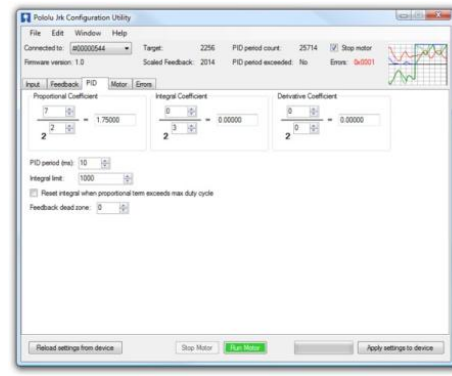 Pololu Jrk Configuration Utility
File Edit Window Help
Connected to: #00000544 Target: 2256 PID period count: 25714 Stop motor
Firmware version: 1.0 Scaled Feedback: 2014 PID period exceeded: No Errors: 0x0001
Input Feedback PID Motor Errors
Proportional Coefficient Integral Coefficient Derivative Coefficient
7 0 0
= 1.75000 = 0.00000 = 0.00000
2 2 2 3 2 0
PID period (ms): 10
Integral limit: 1000
Reset integral when proportional term exceeds max duty cycle
Feedback dead zone: 0
Reload settings from device Stop Motor Run Motor Apply settings to device